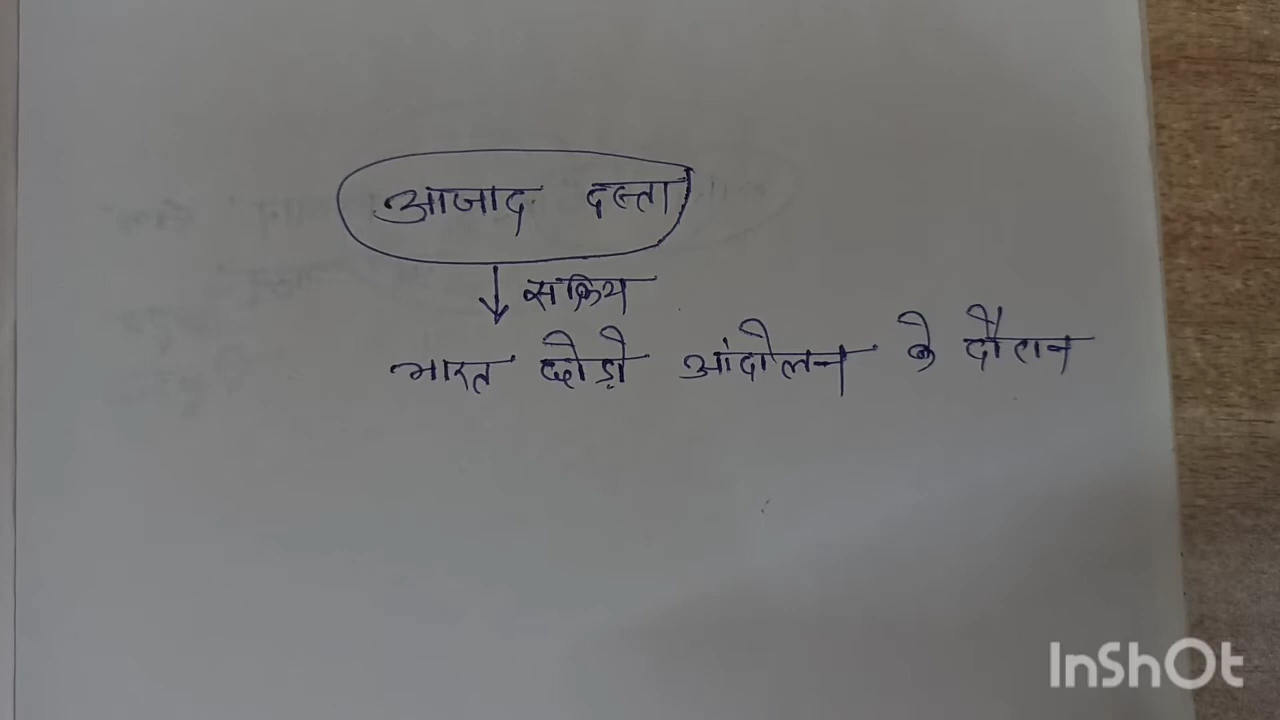 आजाद दस्ता
सक्रिय
भारत छोड़ो आंदोलन के दौरान
InShOt